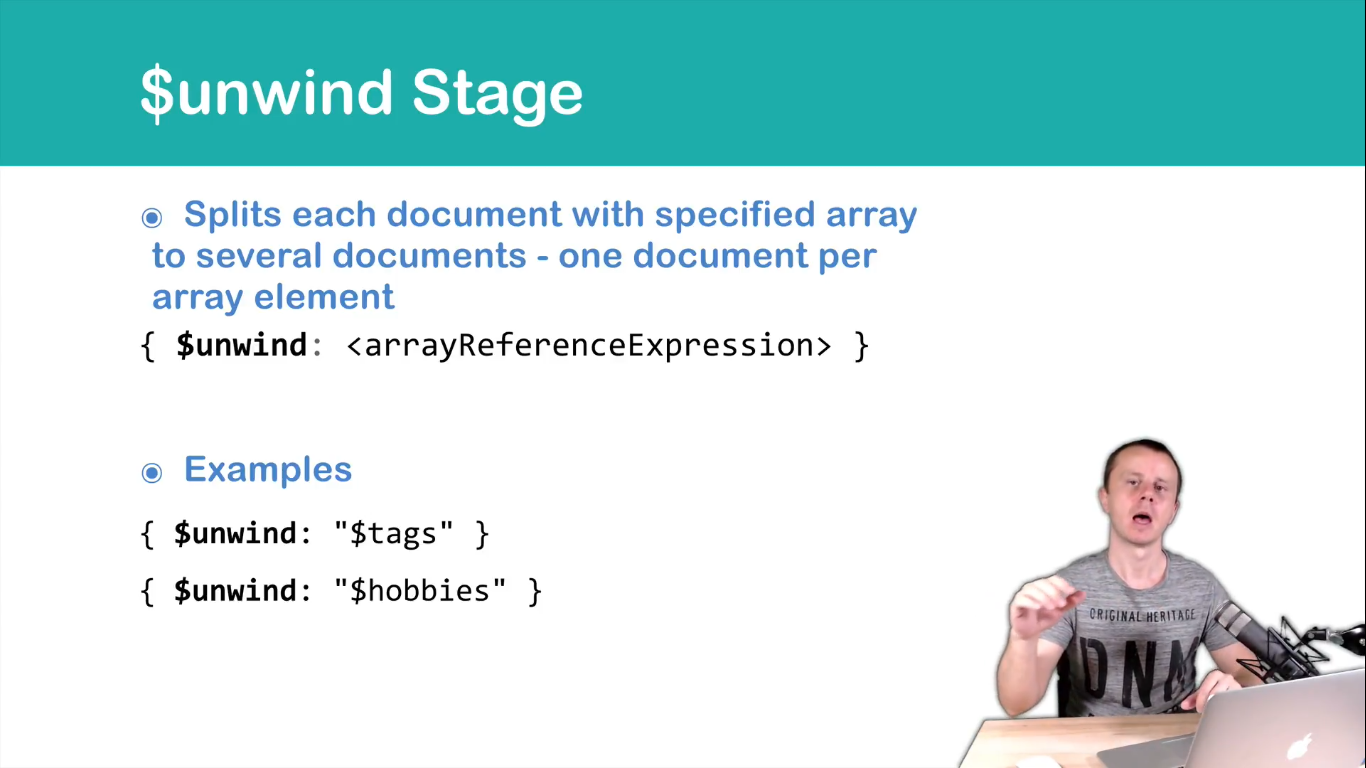 $unwind Stage
◉ Splits each document with specified array
to several documents - one document per
array element
{ $unwind: <arrayReferenceExpression> }
◉ Examples
{ $unwind: "$tags" }
{ $unwind: "$hobbies" }
ORIGINAL HERITAGE
DNM